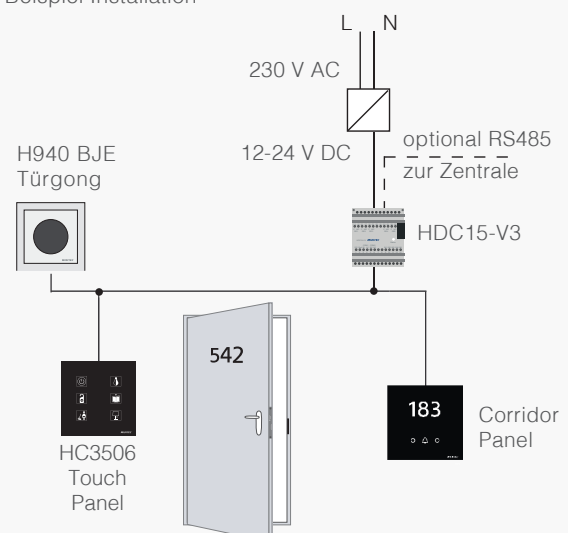 Beispiel Installation
L N
230 V AC
12-24 V DC
optional RS485
zur Zentrale
H940 BJE
Türgong
HDC15-V3
542
183
HC3506
Touch
Panel
Corridor
Panel